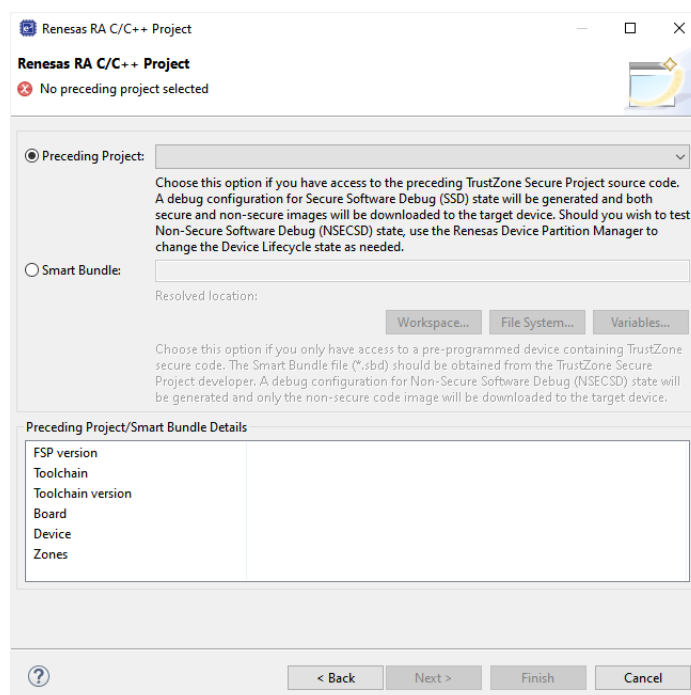 Renesas RA C/C++ Project
Renesas RA C/C++ Project
No preceding project selected
Preceding Project:
Choose this option if you have access to the preceding TrustZone Secure Project source code.
A debug configuration for Secure Software Debug (SSD) state will be generated and both
secure and non-secure images will be downloaded to the target device. Should you wish to test
Non-Secure Software Debug (NSECSD) state, use the Renesas Device Partition Manager to
change the Device Lifecycle state as needed.
Smart Bundle:
Resolved location:
Workspace... File System... Variables...
Choose this option if you only have access to a pre-programmed device containing TrustZone
secure code. The Smart Bundle file (*.sbd) should be obtained from the TrustZone Secure
Project developer. A debug configuration for Non-Secure Software Debug (NSECSD) state will
be generated and only the non-secure code image will be downloaded to the target device.
Preceding Project/Smart Bundle Details
FSP version
Toolchain
Toolchain version
Board
Device
Zones
? < Back Next > Finish Cancel